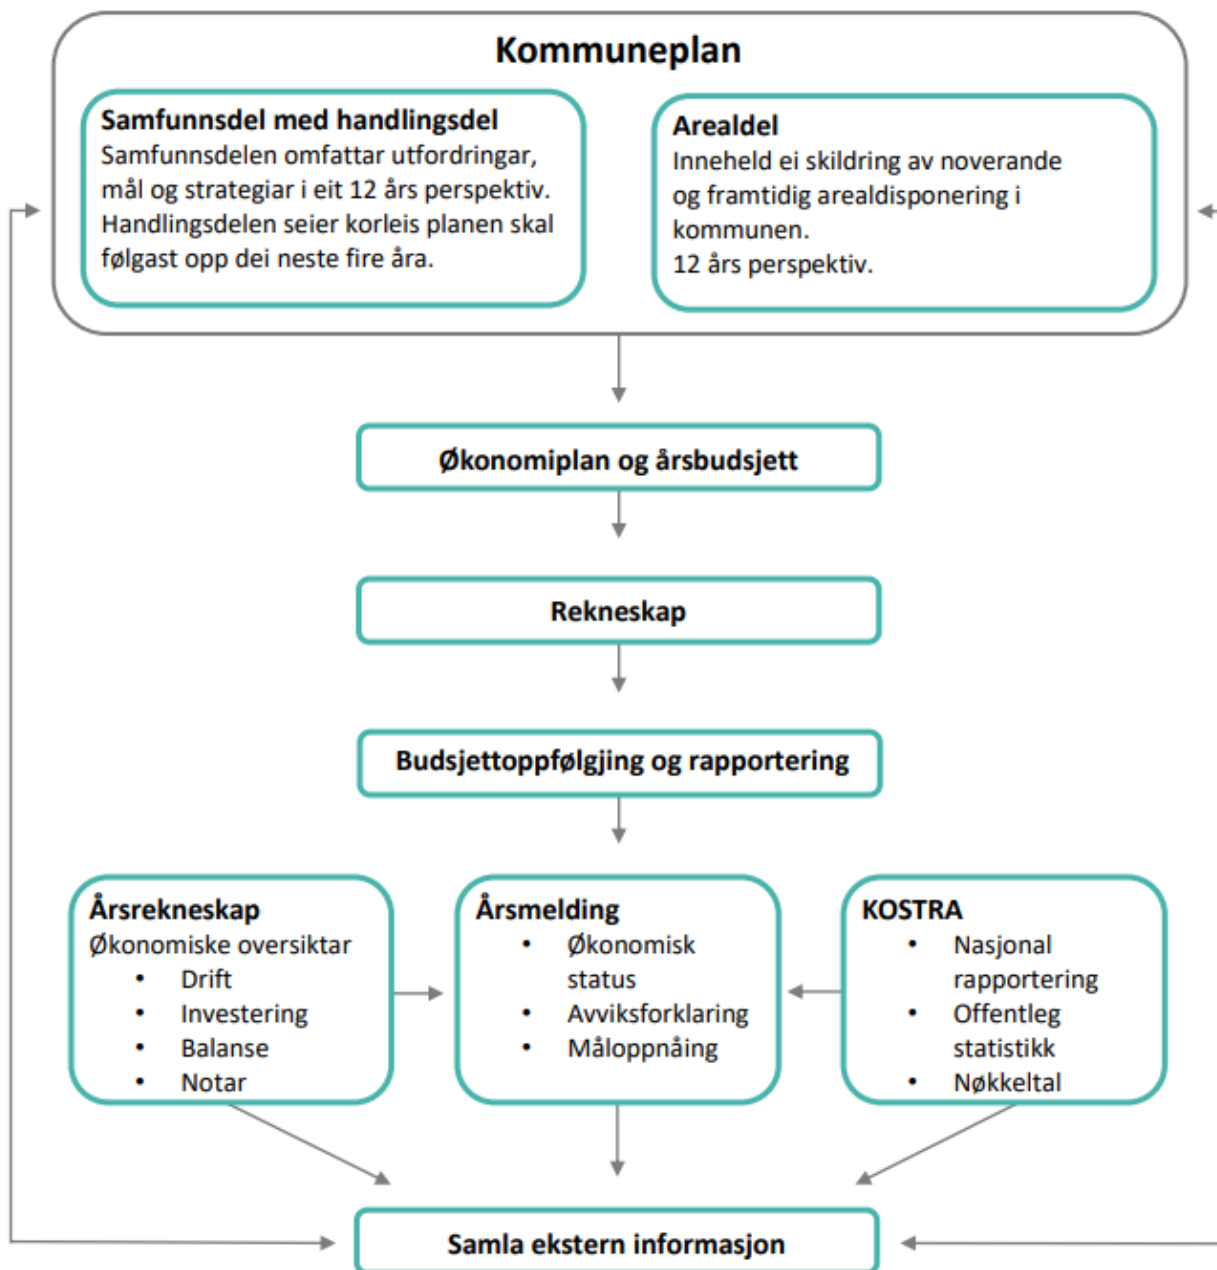 Kommuneplan
Samfunnsdel med handlingsdel
Samfunnsdelen omfattar utfordringar,
mål og strategiar i eit 12 års perspektiv.
Handlingsdelen seier korleis planen skal
følgast opp dei neste fire åra.
Arealdel
Inneheld ei skildring av noverande
og framtidig arealdisponering i
kommunen.
12 års perspektiv.
Økonomiplan og årsbudsjett
Rekneskap
Budsjettoppfølgjing og rapportering
Årsrekneskap
Økonomiske oversiktar
• Drift
• Investering
• Balanse
• Notar
Årsmelding
• Økonomisk
status
• Avviksforklaring
• Måloppnåing
KOSTRA
• Nasjonal
rapportering
• Offentleg
statistikk
• Nøkkeltal
Samla ekstern informasjon